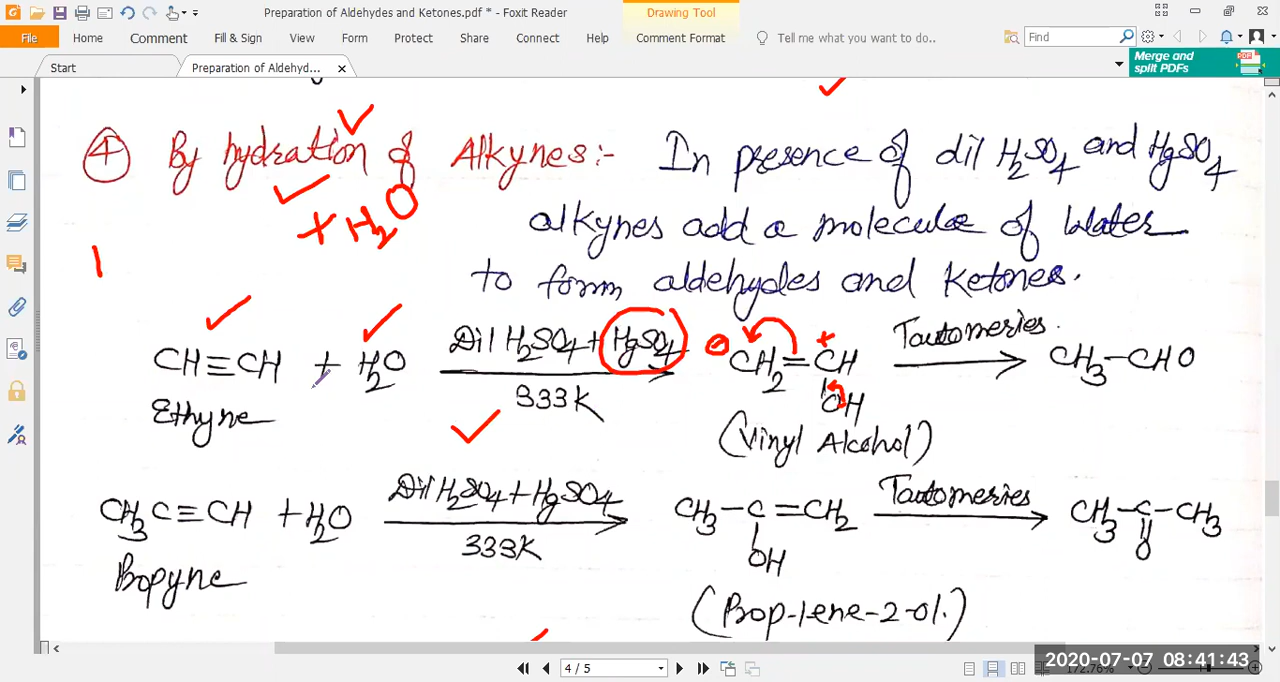 Preparation of Aldehydes and Ketones.pdf * - Foxit Reader
Drawing Tool
File Home Comment Fill & Sign View Form Protect Share Connect Help Comment Format Tell me what you want to do.. Find
Start Preparation of Aldehyd... Merge and split PDFs
④ By hydration of Alkynes:- In presence of dil H2SO4 and HgSO4
+ H2O
alkynes add a molecule of water
to form aldehydes and Ketones.
CH≡CH + H2O Dil H2SO4 + HgSO4 333K CH2=CH Tautomeries. CH3-CHO
OH
Ethyne (Vinyl Alcohol)
CH3C≡CH + H2O Dil H2SO4 + HgSO4 333K CH3-C=CH2 Tautomeries CH3-C-CH3
OH O
Propyne
(Prop-1ene-2-ol.)
4 / 5
2020-07-07 08:41:43
172.76%